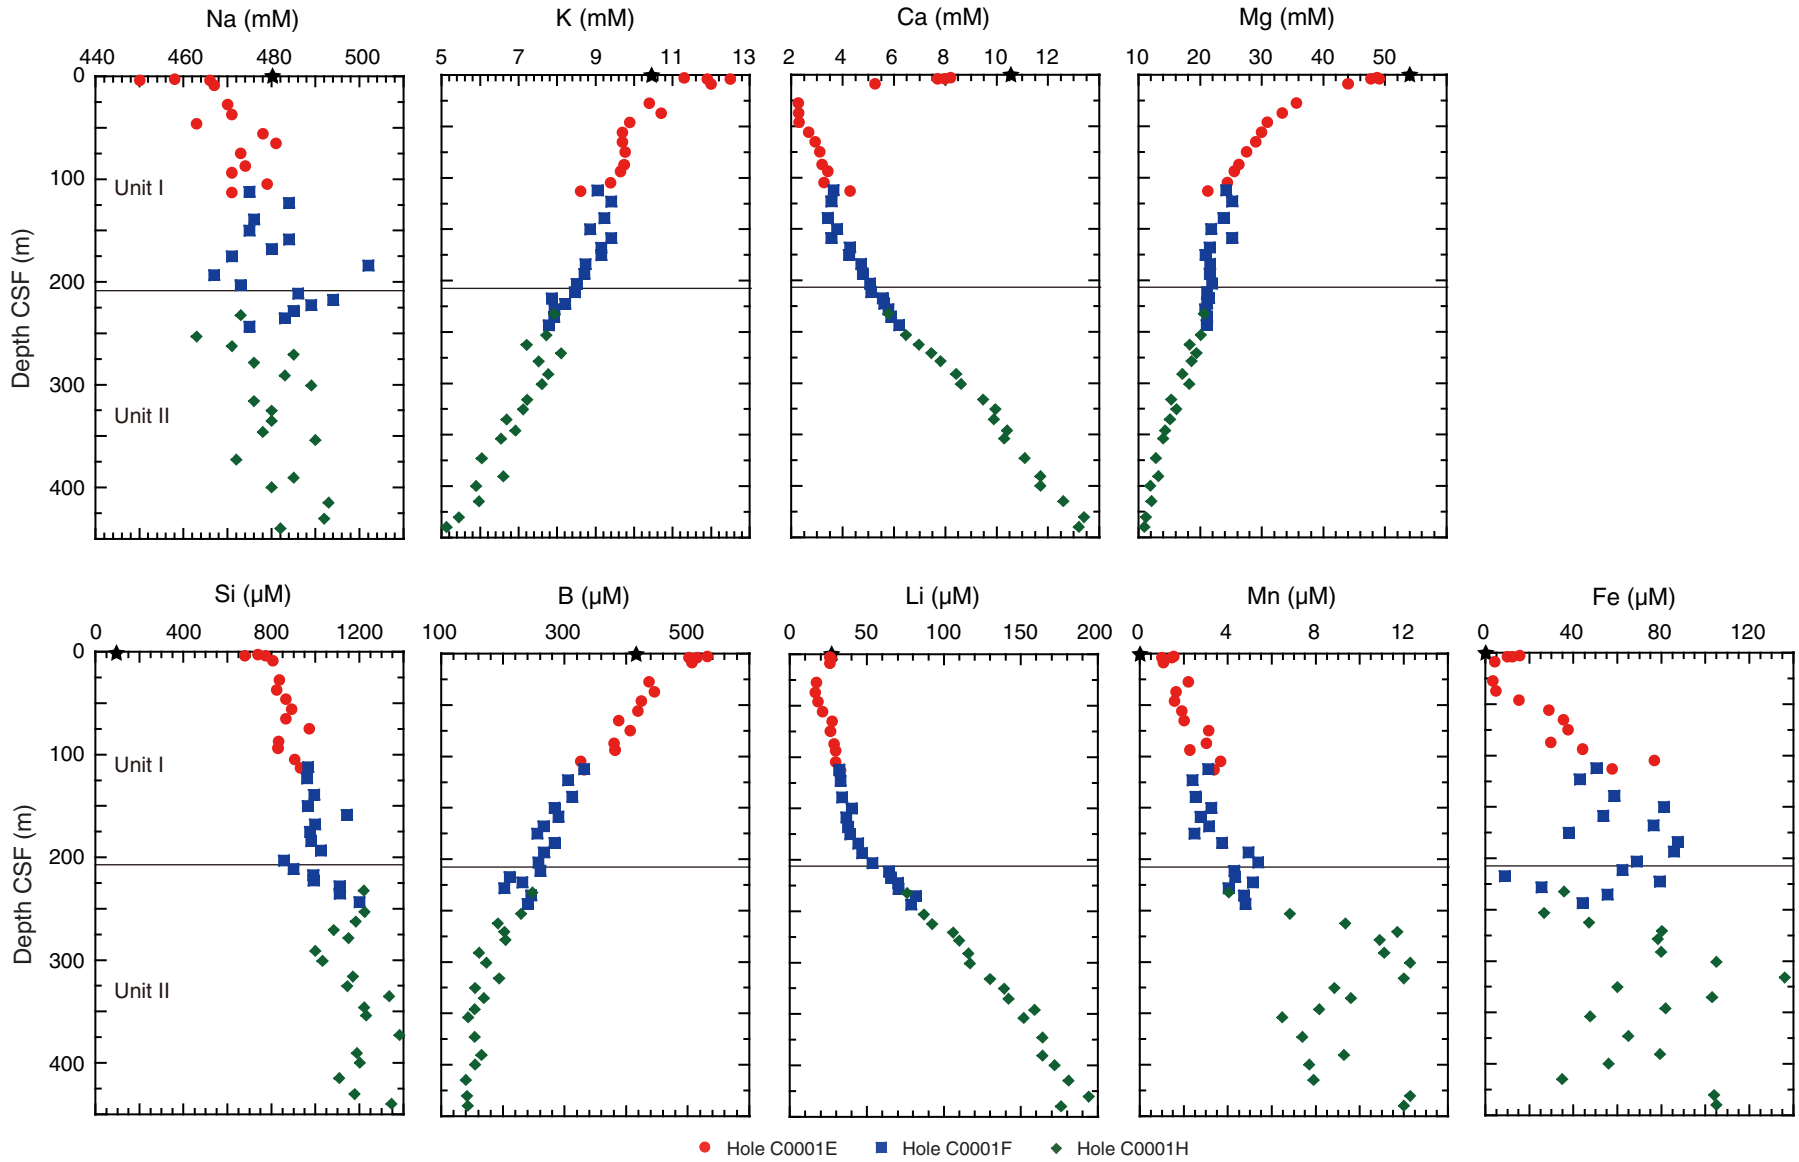 Na (mM) K (mM) Ca (mM) Mg (mM)
440 460 480 500 5 7 9 11 13 2 4 6 8 10 12 10 20 30 40 50
0
100
200
300
400
Depth CSF (m)
Unit I
Unit II
Si (µM) B (µM) Li (µM) Mn (µM) Fe (µM)
0 400 800 1200 100 300 500 0 50 100 150 200 0 4 8 12 0 40 80 120
0
100
200
300
400
Depth CSF (m)
Unit I
Unit II
Hole C0001E Hole C0001F Hole C0001H